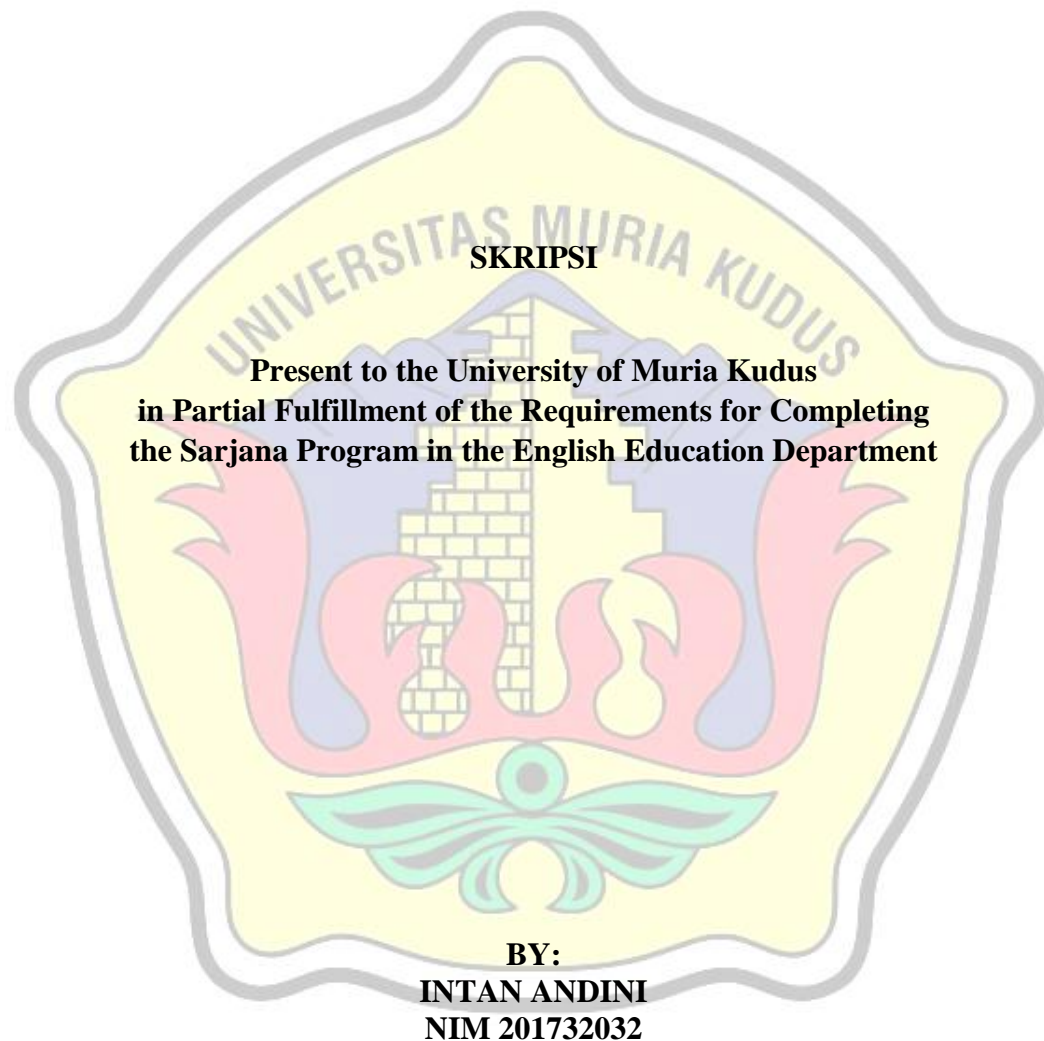 UNIVERSITAS MURIA KUDUS
SKRIPSI
Present to the University of Muria Kudus
in Partial Fulfillment of the Requirements for Completing
the Sarjana Program in the English Education Department
BY:
INTAN ANDINI
NIM 201732032